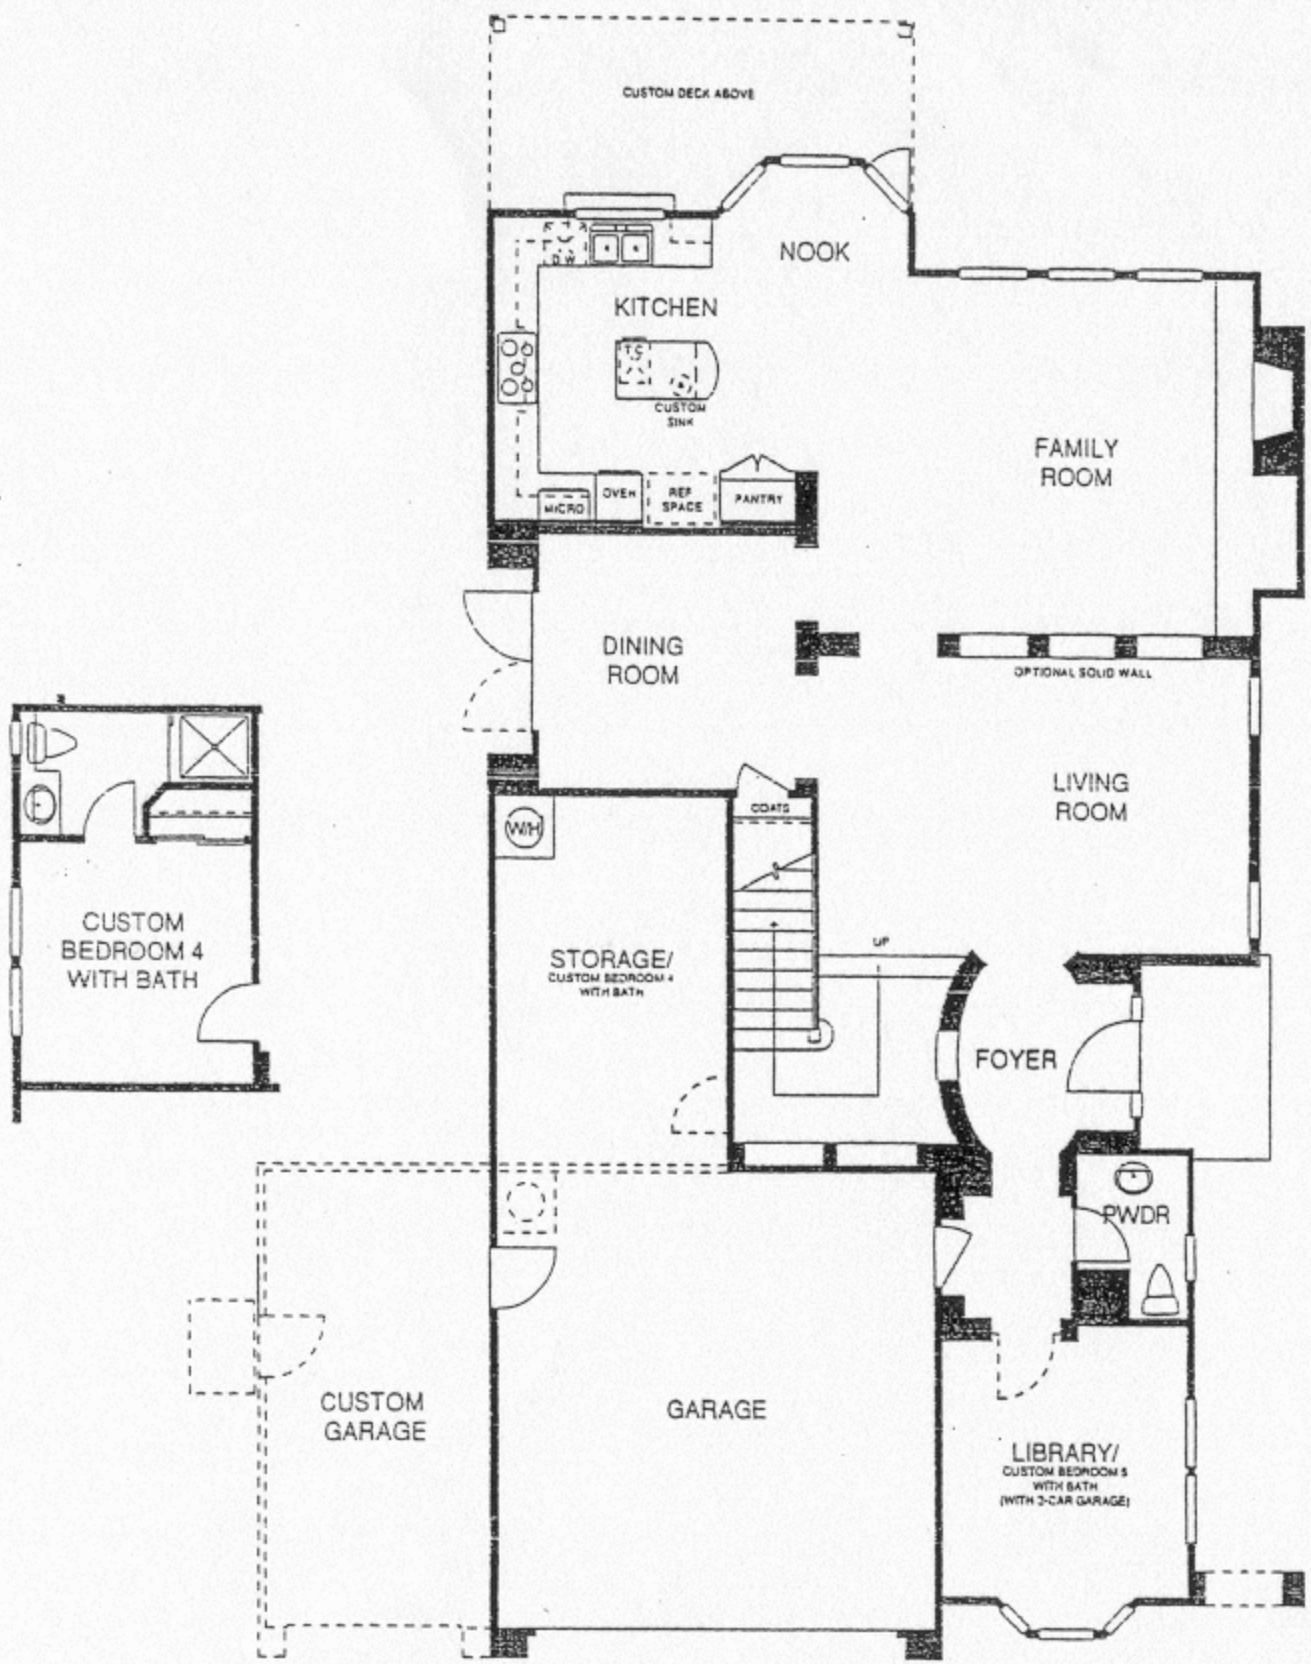 CUSTOM DECK ABOVE
NOOK
D.W.
KITCHEN
T.C.
CUSTOM
SINK
FAMILY
ROOM
MICRO
OVEN
REF
SPACE
PANTRY
DINING
ROOM
OPTIONAL SOLID WALL
LIVING
ROOM
COATS
W/H
CUSTOM
BEDROOM 4
WITH BATH
STORAGE/
CUSTOM BEDROOM 4
WITH BATH
UP
FOYER
PWDR
CUSTOM
GARAGE
GARAGE
LIBRARY/
CUSTOM BEDROOM 5
WITH BATH
(WITH 3-CAR GARAGE)